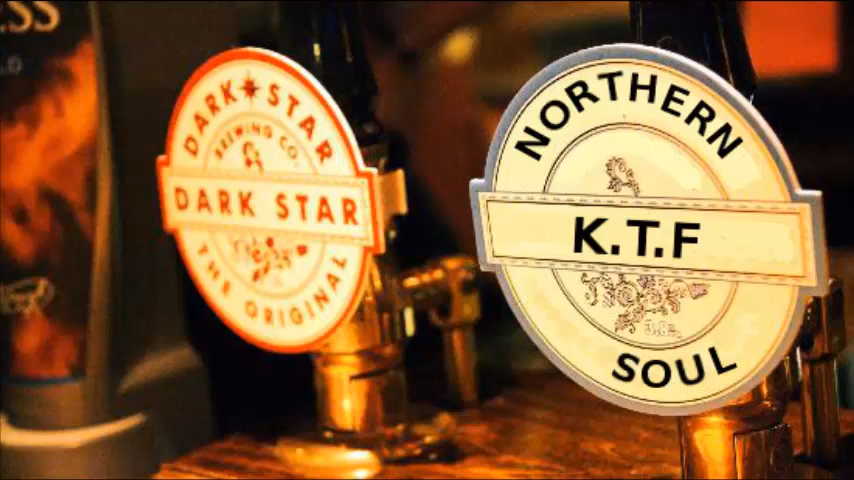 DARK STAR
BREWING CO.
DARK STAR
THE ORIGINAL
NORTHERN
K.T.F
SOUL